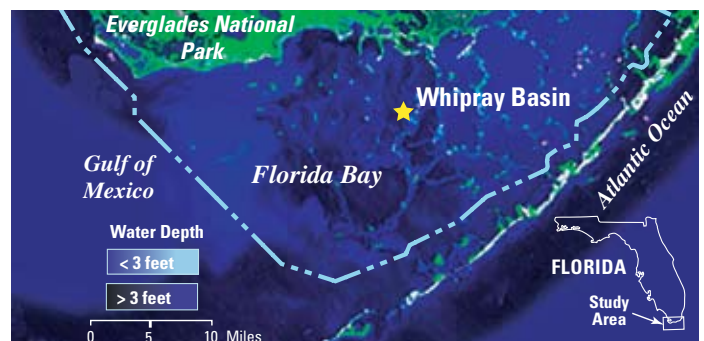 Everglades National
Park
Whipray Basin
Gulf of
Mexico
Florida Bay
Atlantic Ocean
Water Depth
< 3 feet
> 3 feet
0 5 10 Miles
FLORIDA
Study
Area